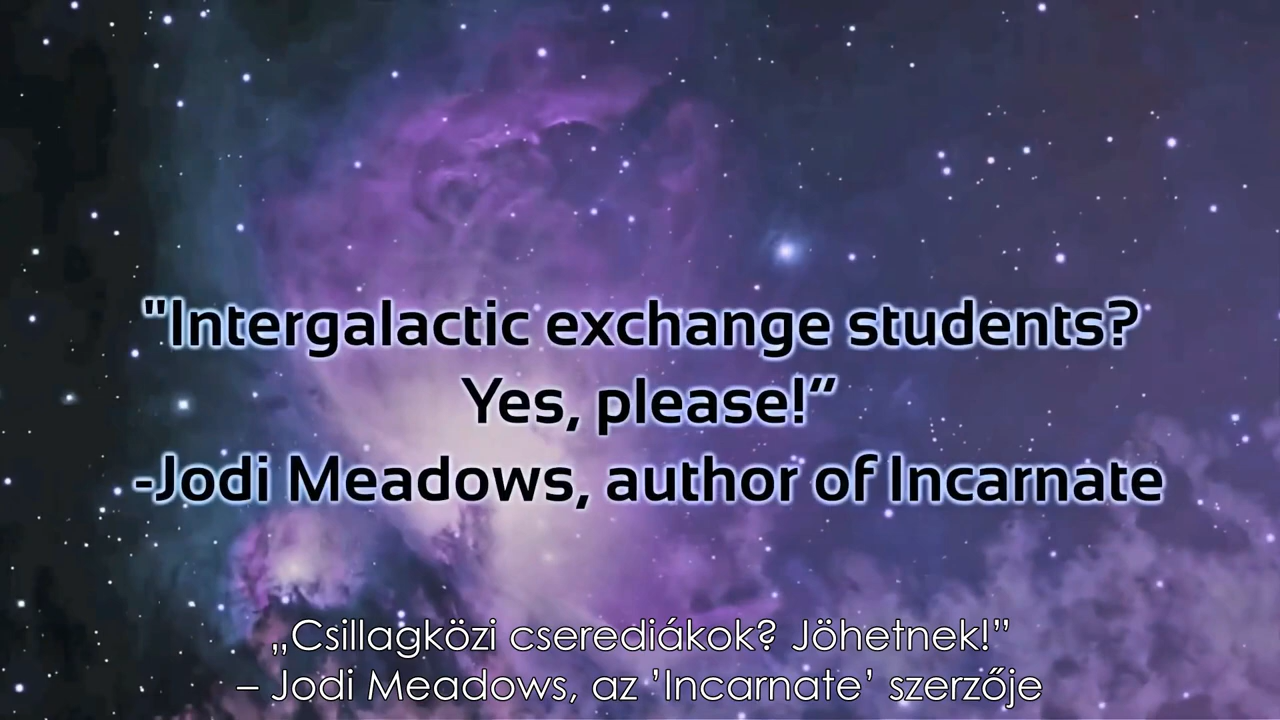 "Intergalactic exchange students?
Yes, please!”
-Jodi Meadows, author of Incarnate
„Csillagközi cserediákok? Jöhetnek!”
– Jodi Meadows, az ’Incarnate’ szerzője